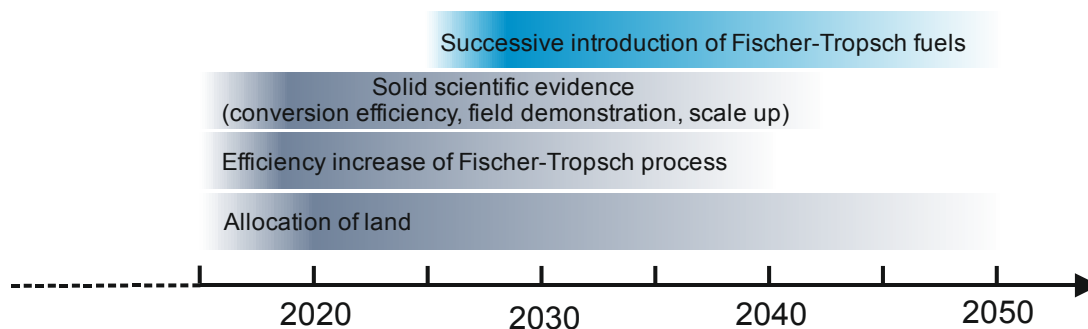 Successive introduction of Fischer-Tropsch fuels
Solid scientific evidence
(conversion efficiency, field demonstration, scale up)
Efficiency increase of Fischer-Tropsch process
Allocation of land
2020 2030 2040 2050